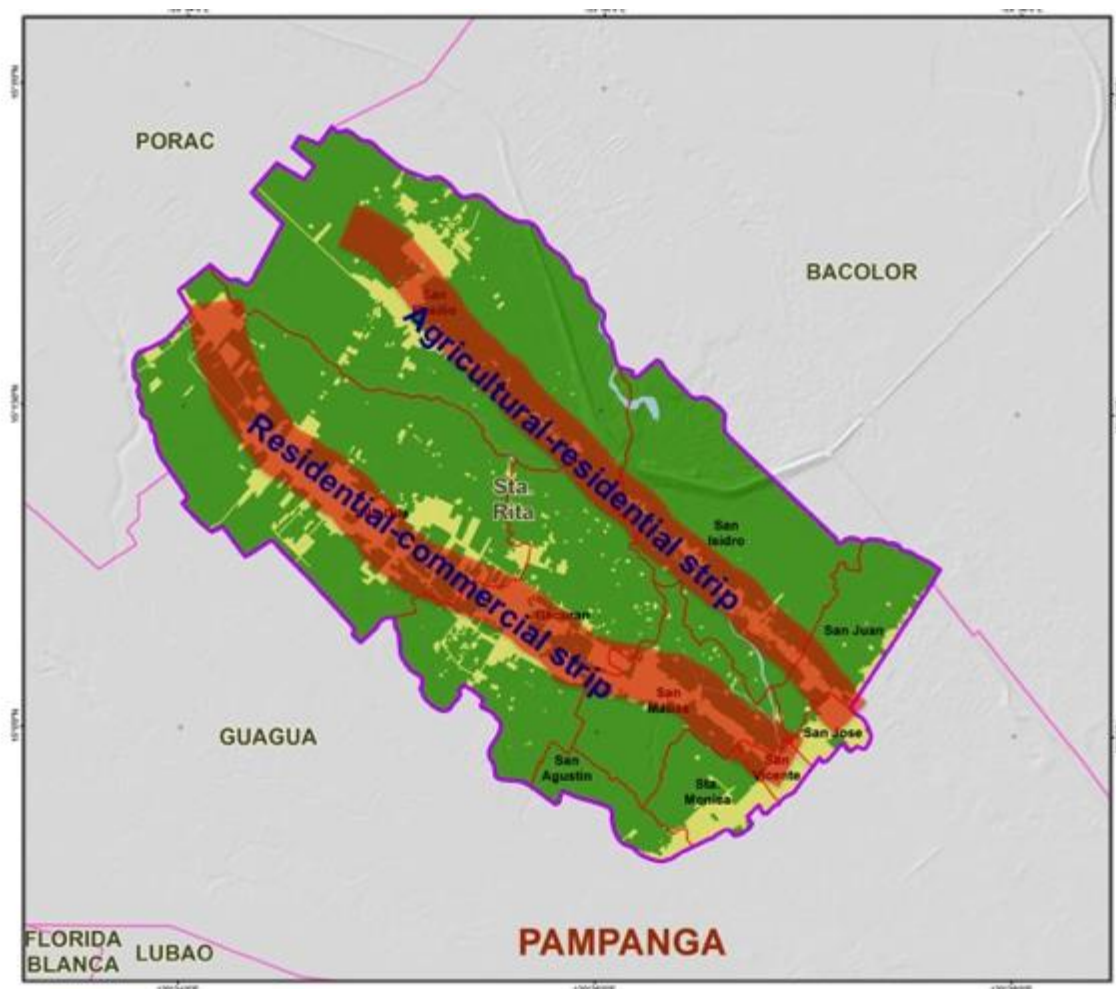 PORAC
BACOLOR
San
Agricultural-residential strip
Residential-commercial strip
Sta.
Rita
San
Isidro
San Juan
San
Matias
San Jose
San
Vicente
San
Agustin
Sta.
Monica
GUAGUA
PAMPANGA
FLORIDA
BLANCA
LUBAO